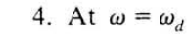 4. At ω = ω_d